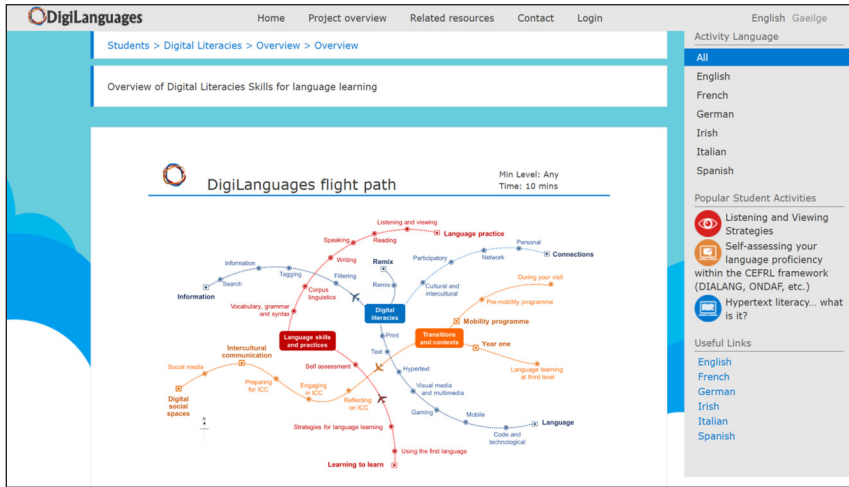 DigiLanguages
Home Project overview Related resources Contact Login
English Gaeilge
Students > Digital Literacies > Overview > Overview
Overview of Digital Literacies Skills for language learning
DigiLanguages flight path
Min Level: Any
Time: 10 mins
Listening and viewing
Language practice
Speaking
Reading
Writing
Corpus
linguistics
Vocabulary, grammar
and syntax
Language skills
and practices
Self assessment
Strategies for language learning
Using the first language
Learning to learn
Information
Search
Information
Tagging
Filtering
Remix
Remix
Digital
literacies
Cultural and
intercultural
Participatory
Network
Personal
Connections
Print
Text
Hypertext
Visual media
and multimedia
Gaming
Mobile
Code and
technological
Language
During your visit
Pre-mobility programme
Mobility programme
Transitions
and contexts
Year one
Language learning
at third level
Intercultural
communication
Social media
Digital
social
spaces
Preparing
for ICC
Engaging
in ICC
Reflecting
on ICC
Activity Language
All
English
French
German
Irish
Italian
Spanish
Popular Student Activities
Listening and Viewing
Strategies
Self-assessing your
language proficiency
within the CEFRL framework
(DIALANG, ONDAF, etc.)
Hypertext literacy... what
is it?
Useful Links
English
French
German
Irish
Italian
Spanish